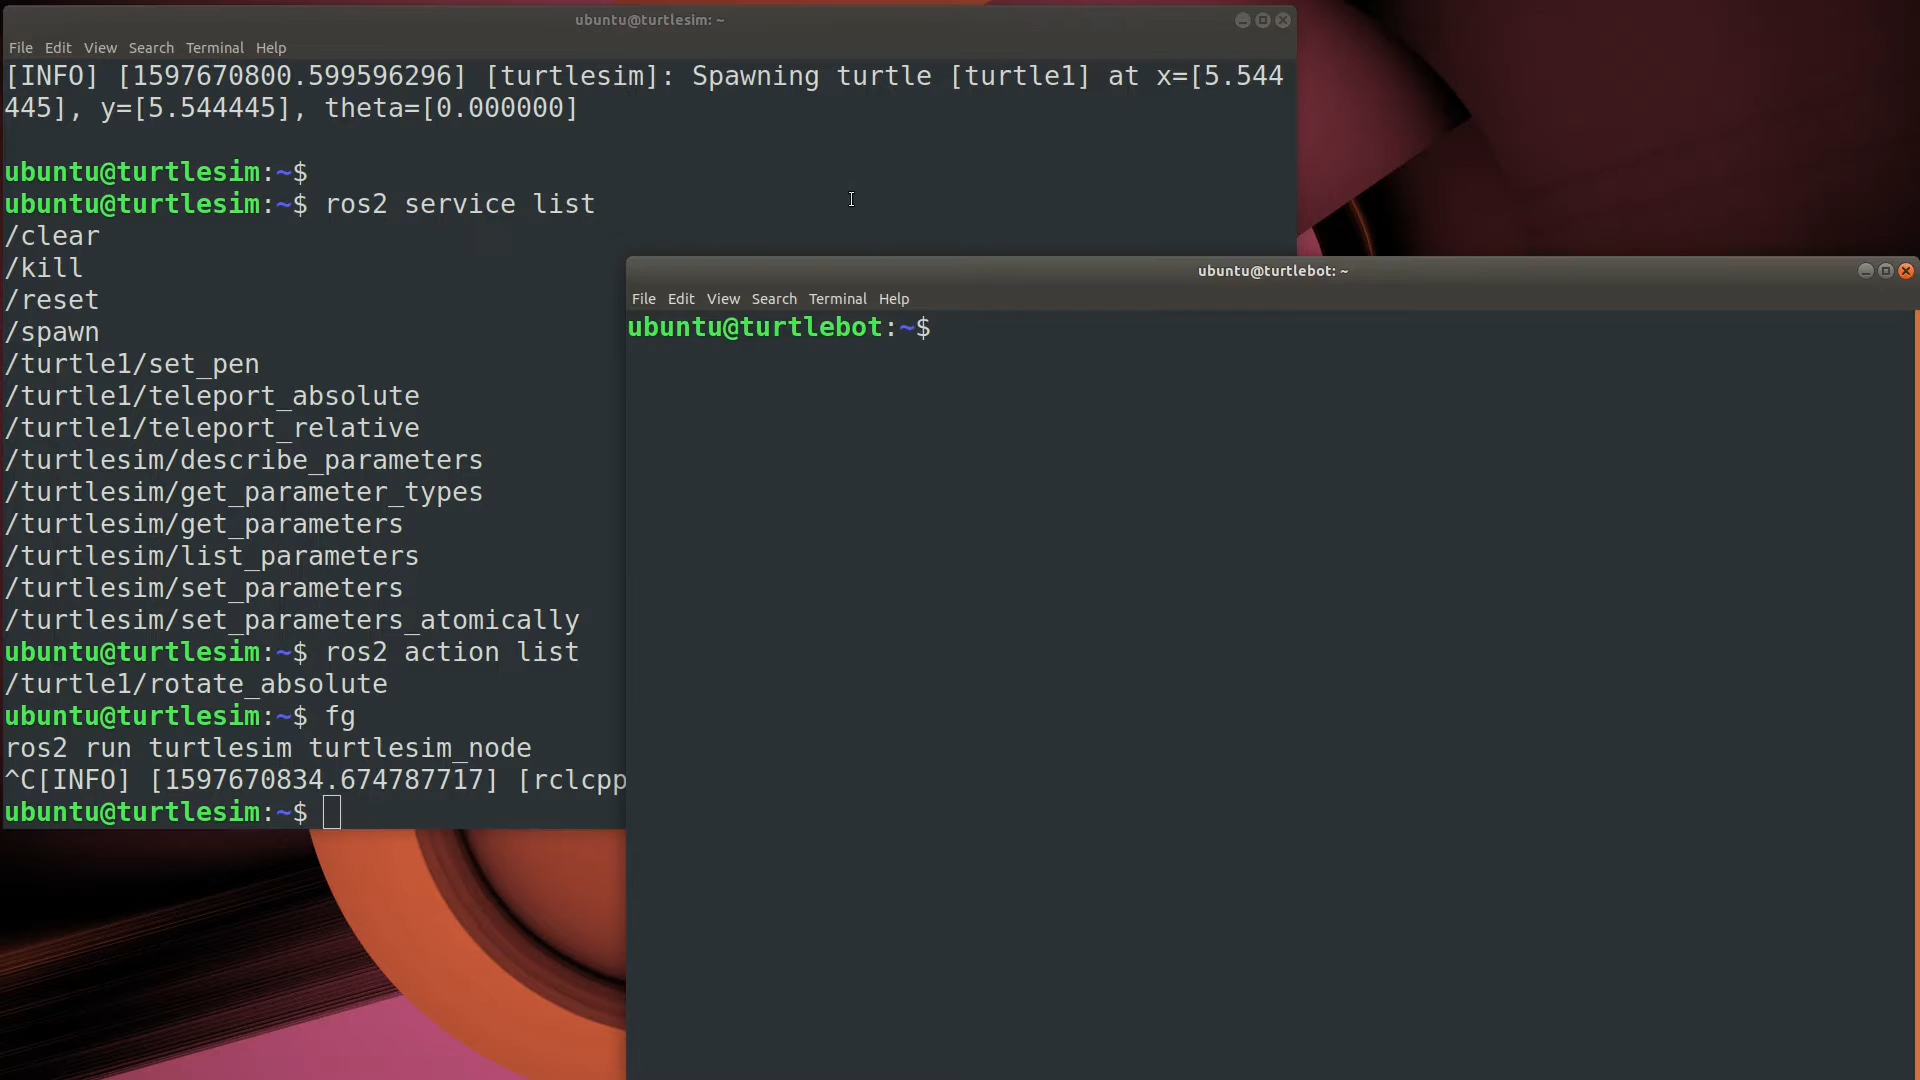 ubuntu@turtlesim: ~
File Edit View Search Terminal Help
[INFO] [1597670800.599596296] [turtlesim]: Spawning turtle [turtle1] at x=[5.544
445], y=[5.544445], theta=[0.000000]
ubuntu@turtlesim:~$
ubuntu@turtlesim:~$ ros2 service list
/clear
/kill
/reset
/spawn
/turtle1/set_pen
/turtle1/teleport_absolute
/turtle1/teleport_relative
/turtlesim/describe_parameters
/turtlesim/get_parameter_types
/turtlesim/get_parameters
/turtlesim/list_parameters
/turtlesim/set_parameters
/turtlesim/set_parameters_atomically
ubuntu@turtlesim:~$ ros2 action list
/turtle1/rotate_absolute
ubuntu@turtlesim:~$ fg
ros2 run turtlesim turtlesim_node
^C[INFO] [1597670834.674787717] [rclcpp
ubuntu@turtlesim:~$
ubuntu@turtlebot: ~
File Edit View Search Terminal Help
ubuntu@turtlebot:~$